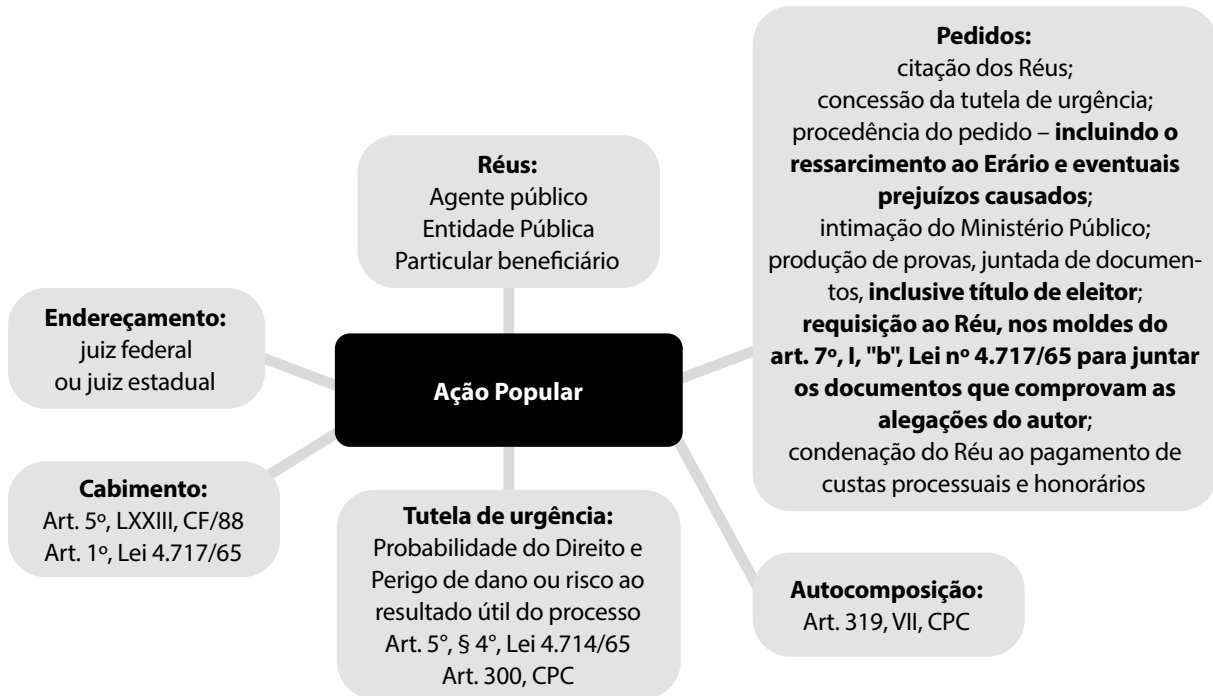 Pedidos:
citação dos Réus;
concessão da tutela de urgência;
procedência do pedido – incluindo o
ressarcimento ao Erário e eventuais
prejuízos causados;
intimação do Ministério Público;
produção de provas, juntada de documen-
tos, inclusive título de eleitor;
requisição ao Réu, nos moldes do
art. 7º, I, "b", Lei nº 4.717/65 para juntar
os documentos que comprovam as
alegações do autor;
condenação do Réu ao pagamento de
custas processuais e honorários
Réus:
Agente público
Entidade Pública
Particular beneficiário
Endereçamento:
juiz federal
ou juiz estadual
Ação Popular
Cabimento:
Art. 5º, LXXIII, CF/88
Art. 1º, Lei 4.717/65
Tutela de urgência:
Probabilidade do Direito e
Perigo de dano ou risco ao
resultado útil do processo
Art. 5°, § 4°, Lei 4.714/65
Art. 300, CPC
Autocomposição:
Art. 319, VII, CPC